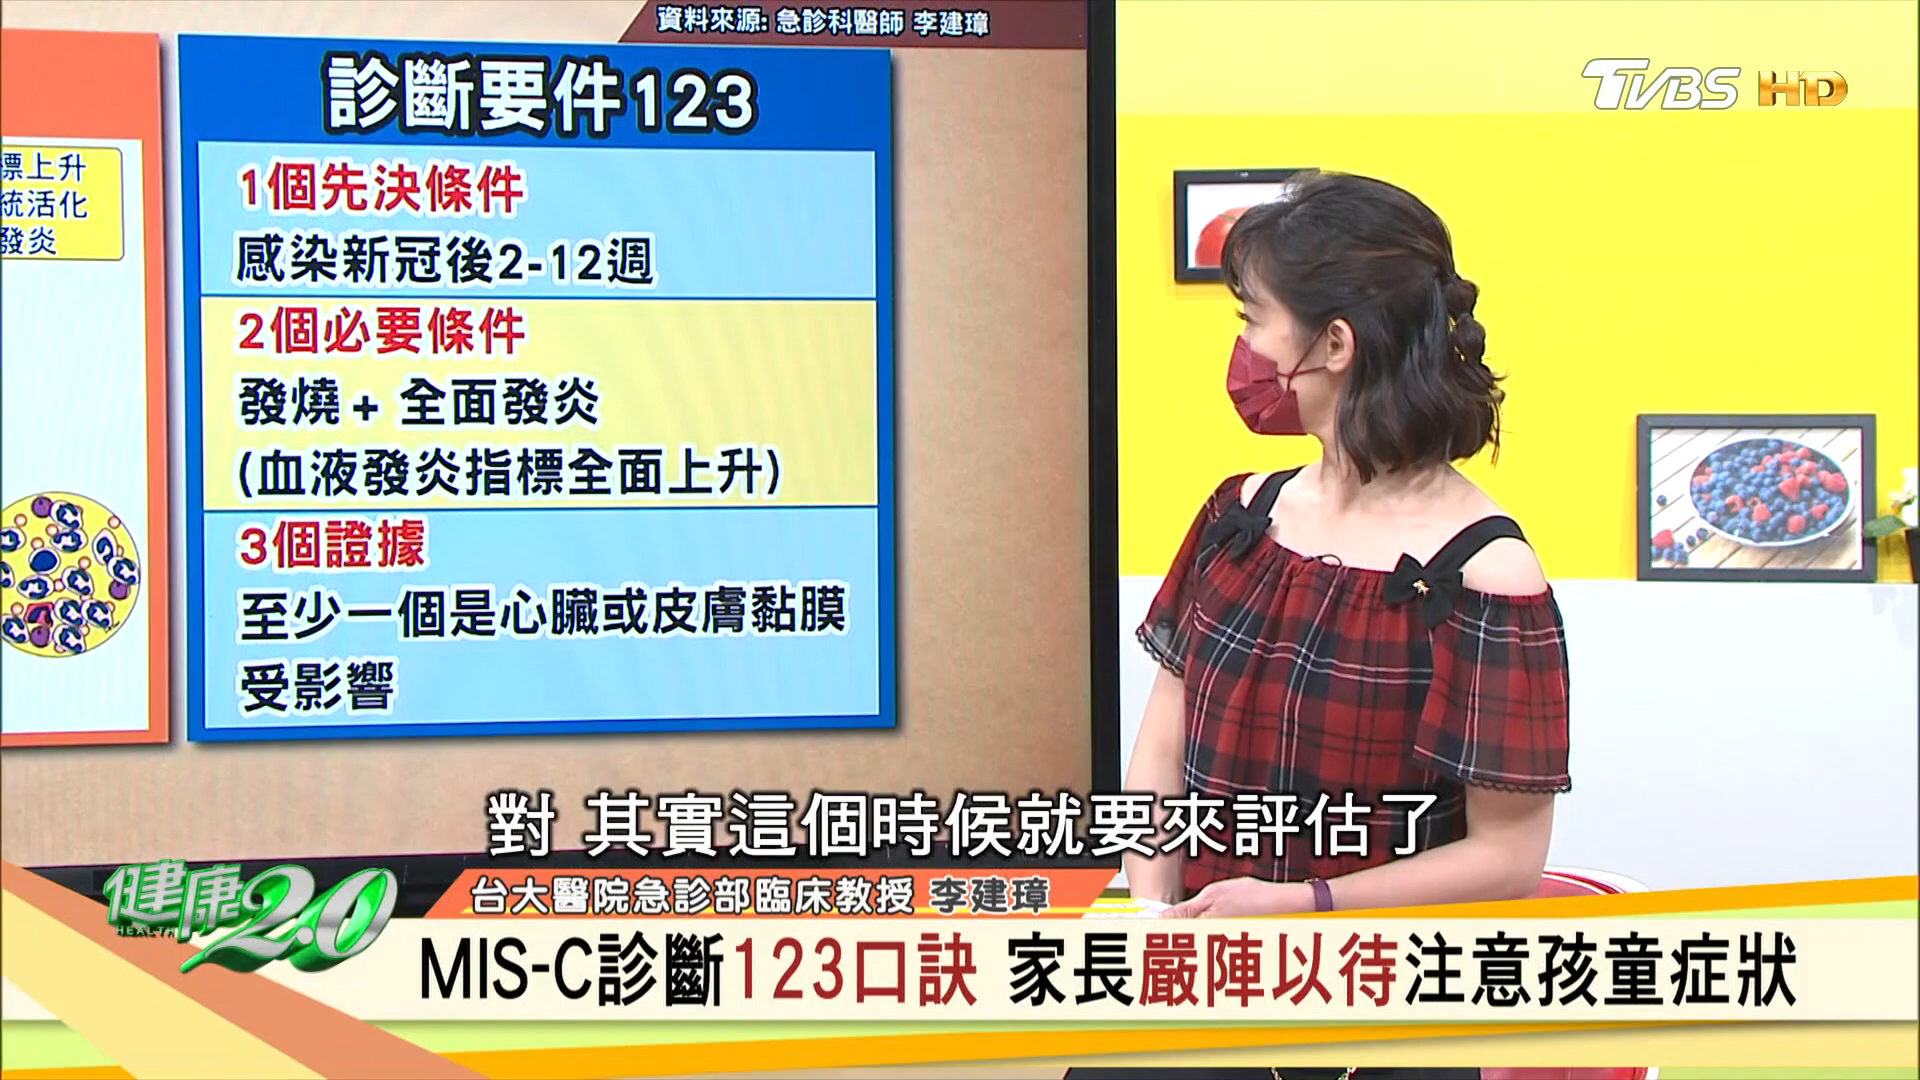 資料來源: 急診科醫師 李建璋
TVBS HD
診斷要件123
標上升
統活化
發炎
1個先決條件
感染新冠後2-12週
2個必要條件
發燒+ 全面發炎
(血液發炎指標全面上升)
3個證據
至少一個是心臟或皮膚黏膜
受影響
對 其實這個時候就要來評估了
健康2.0
HEALTH
台大醫院急診部臨床教授 李建璋
MIS-C診斷123口訣 家長嚴陣以待注意孩童症狀